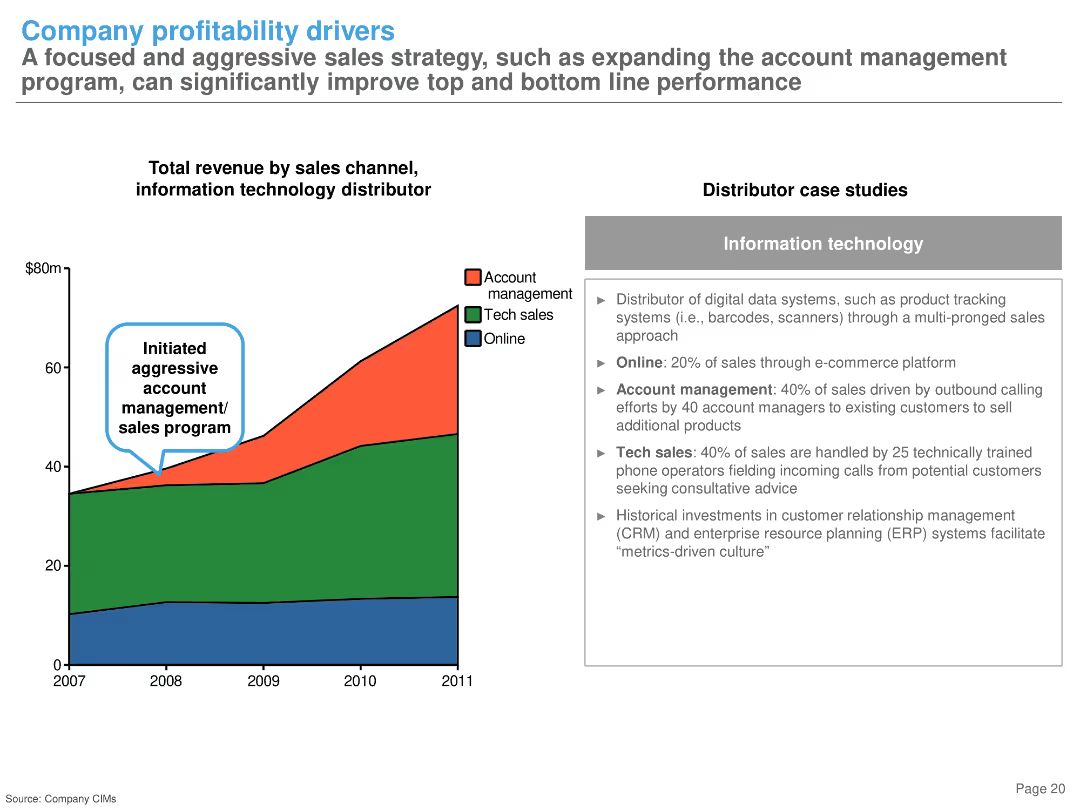 Company profitability drivers
A focused and aggressive sales strategy, such as expanding the account management
program, can significantly improve top and bottom line performance
Total revenue by sales channel,
information technology distributor
$80m
60
40
20
0
2007
2008
2009
2010
2011
Initiated
aggressive
account
management/
sales program
Account
management
Tech sales
Online
Distributor case studies
Information technology
► Distributor of digital data systems, such as product tracking
systems (i.e., barcodes, scanners) through a multi-pronged sales
approach
► Online: 20% of sales through e-commerce platform
► Account management: 40% of sales driven by outbound calling
efforts by 40 account managers to existing customers to sell
additional products
► Tech sales: 40% of sales are handled by 25 technically trained
phone operators fielding incoming calls from potential customers
seeking consultative advice
► Historical investments in customer relationship management
(CRM) and enterprise resource planning (ERP) systems facilitate
“metrics-driven culture”
Page 20
Source: Company CIMs